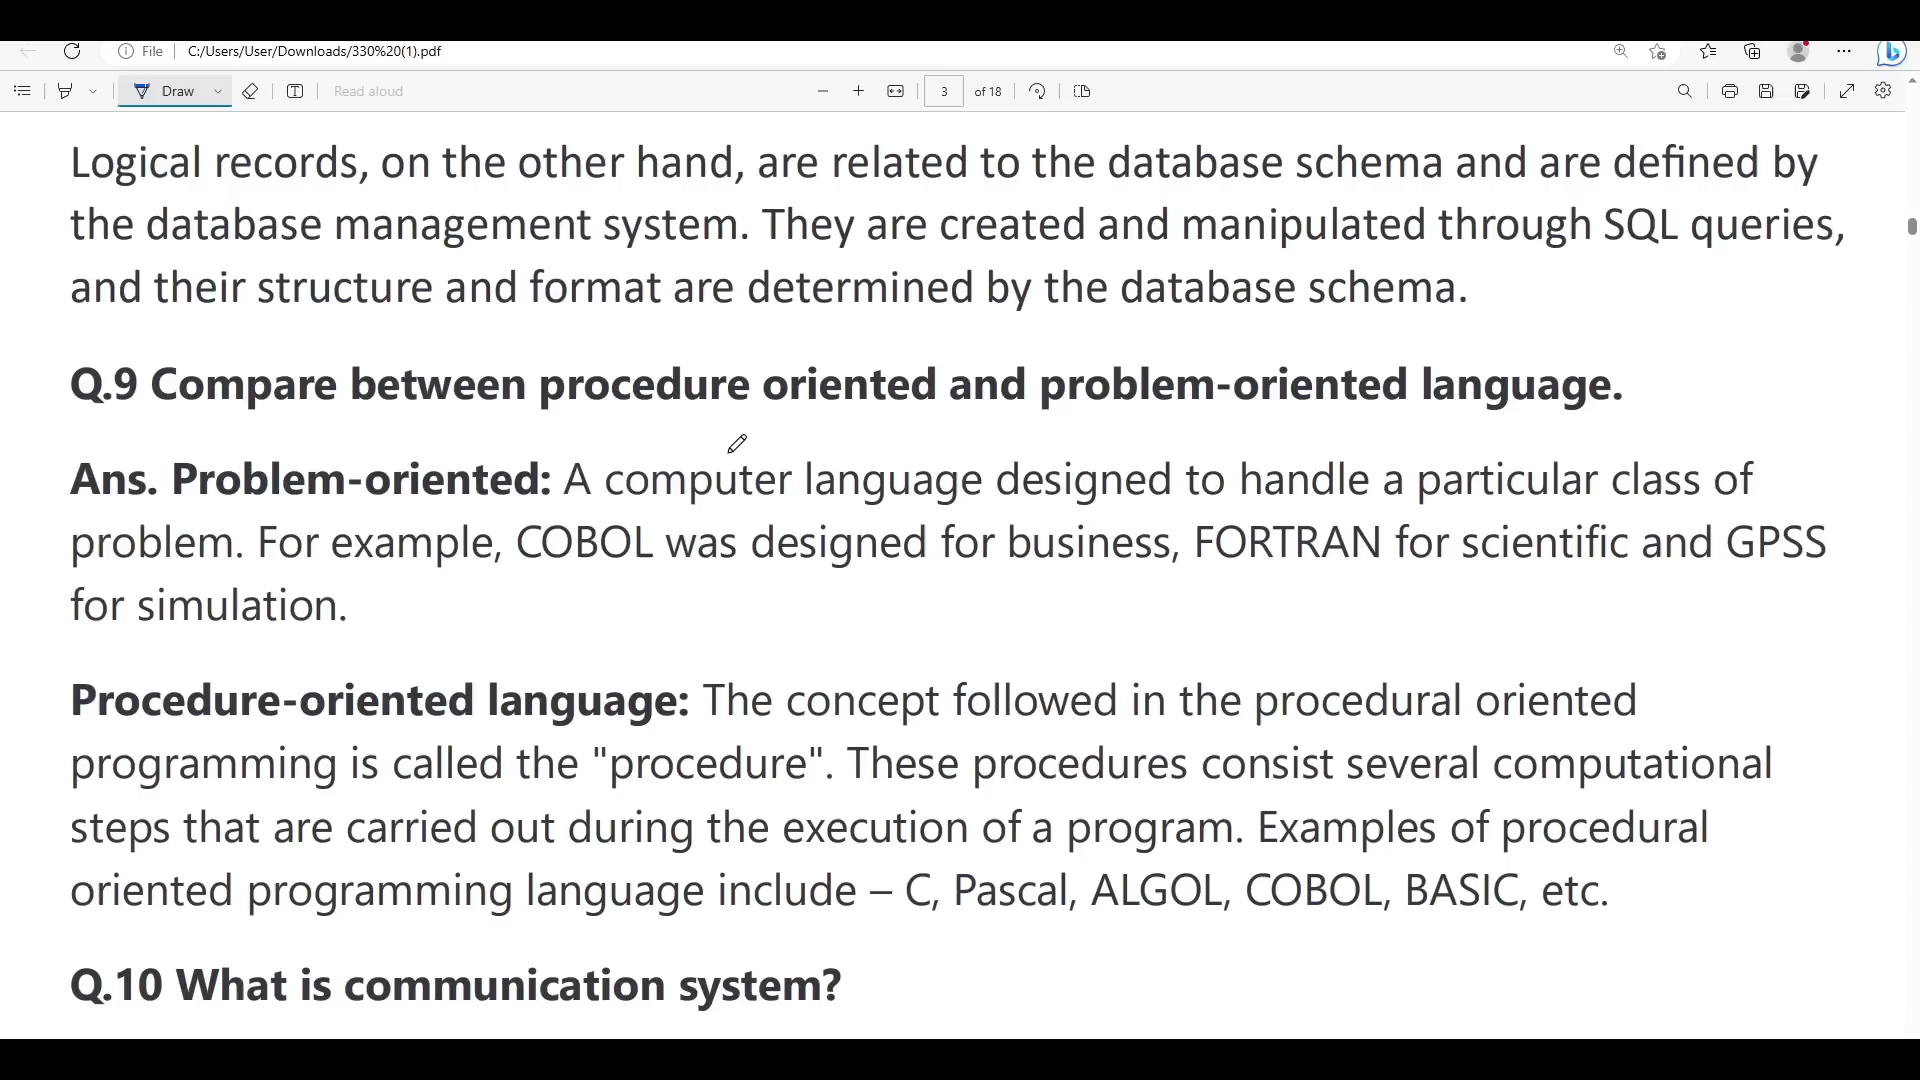 File C:/Users/User/Downloads/330%20(1).pdf
Draw Read aloud 3 of 18
Logical records, on the other hand, are related to the database schema and are defined by
the database management system. They are created and manipulated through SQL queries,
and their structure and format are determined by the database schema.
Q.9 Compare between procedure oriented and problem-oriented language.
Ans. Problem-oriented: A computer language designed to handle a particular class of
problem. For example, COBOL was designed for business, FORTRAN for scientific and GPSS
for simulation.
Procedure-oriented language: The concept followed in the procedural oriented
programming is called the "procedure". These procedures consist several computational
steps that are carried out during the execution of a program. Examples of procedural
oriented programming language include – C, Pascal, ALGOL, COBOL, BASIC, etc.
Q.10 What is communication system?